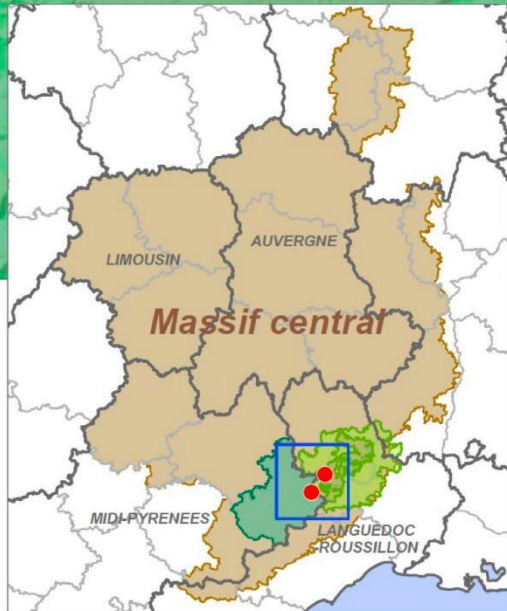 AUVERGNE
LIMOUSIN
Massif central
MIDI-PYRENEES
LANGUEDOC
-ROUSSILLON